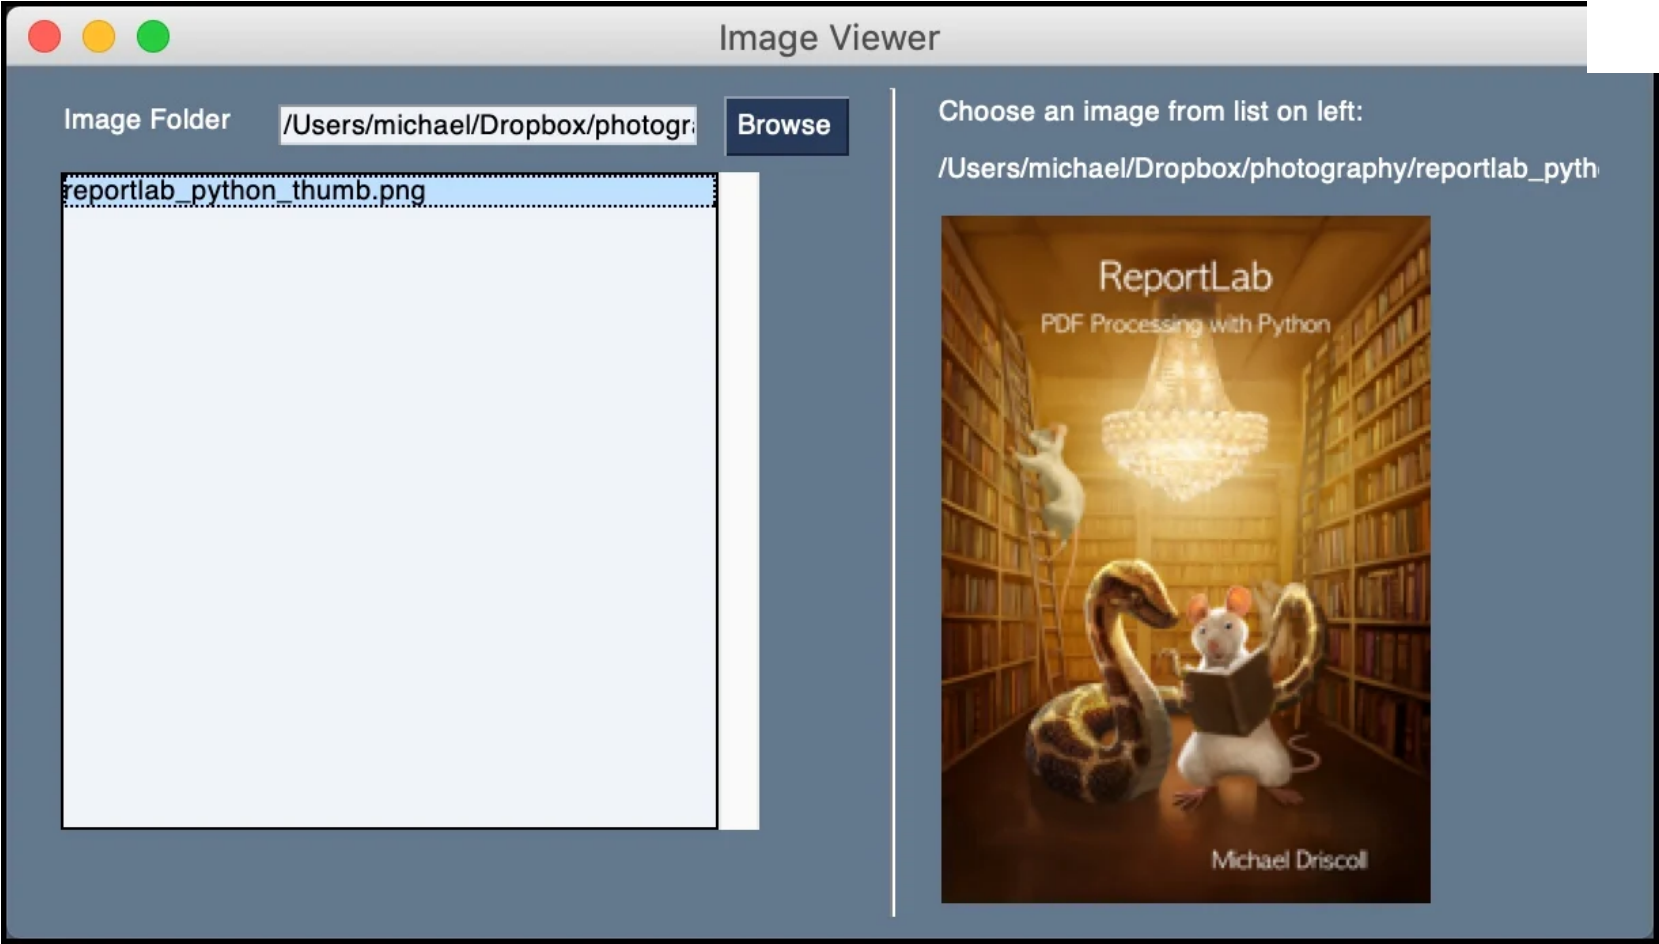 Image Viewer
Image Folder
/Users/michael/Dropbox/photogr
Browse
reportlab_python_thumb.png
Choose an image from list on left:
/Users/michael/Dropbox/photography/reportlab_pyth
ReportLab
PDF Processing with Python
Michael Driscoll